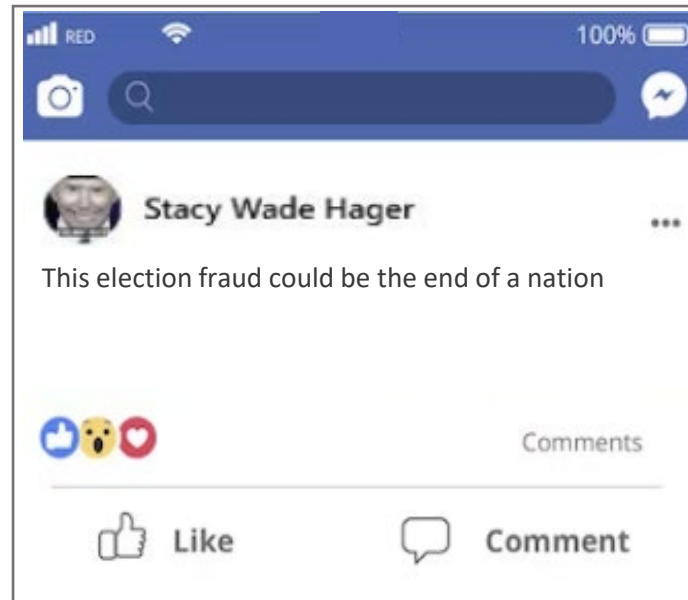 RED 100%
Stacy Wade Hager
This election fraud could be the end of a nation
Comments
Like Comment